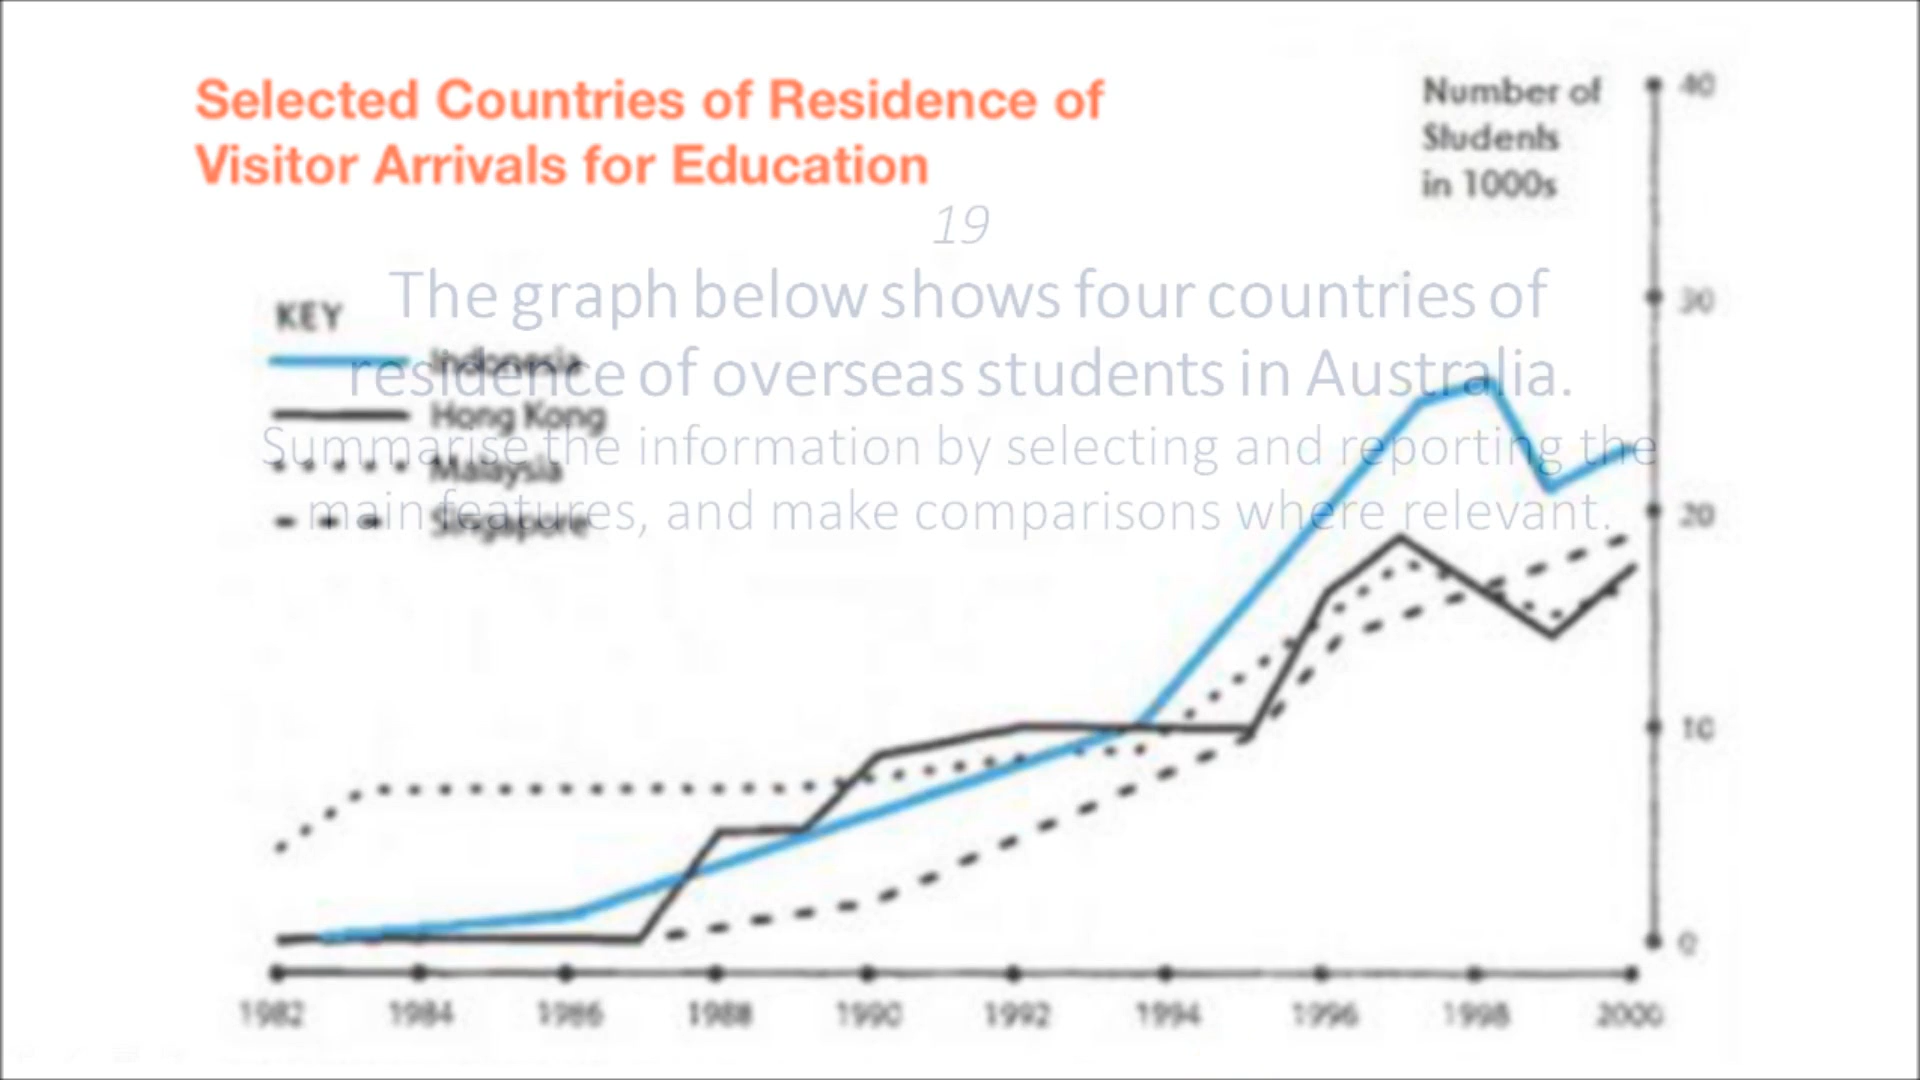 Selected Countries of Residence of
Visitor Arrivals for Education
Number of
Students
in 1000s
40
19
The graph below shows four countries of
residence of overseas students in Australia.
Summarise the information by selecting and reporting the
main features, and make comparisons where relevant.
KEY
Indonesia
Hong Kong
Malaysia
Singapore
30
20
10
0
1982 1984 1986 1988 1990 1992 1994 1996 1998 2000